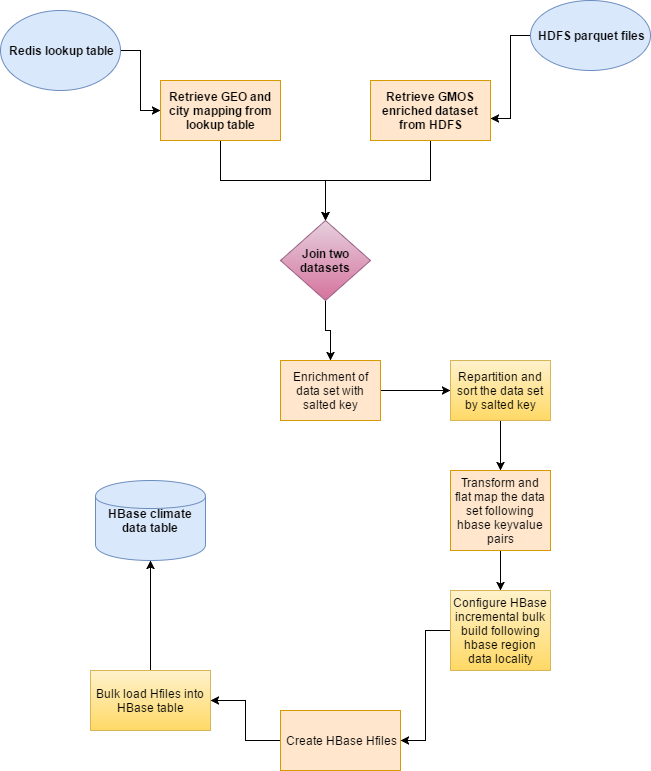 Redis lookup table
HDFS parquet files
Retrieve GEO and
city mapping from
lookup table
Retrieve GMOS
enriched dataset
from HDFS
Join two
datasets
Enrichment of
data set with
salted key
Repartition and
sort the data set
by salted key
Transform and
flat map the data
set following
hbase keyvalue
pairs
HBase climate
data table
Configure HBase
incremental bulk
build following
hbase region
data locality
Bulk load Hfiles into
HBase table
Create HBase Hfiles